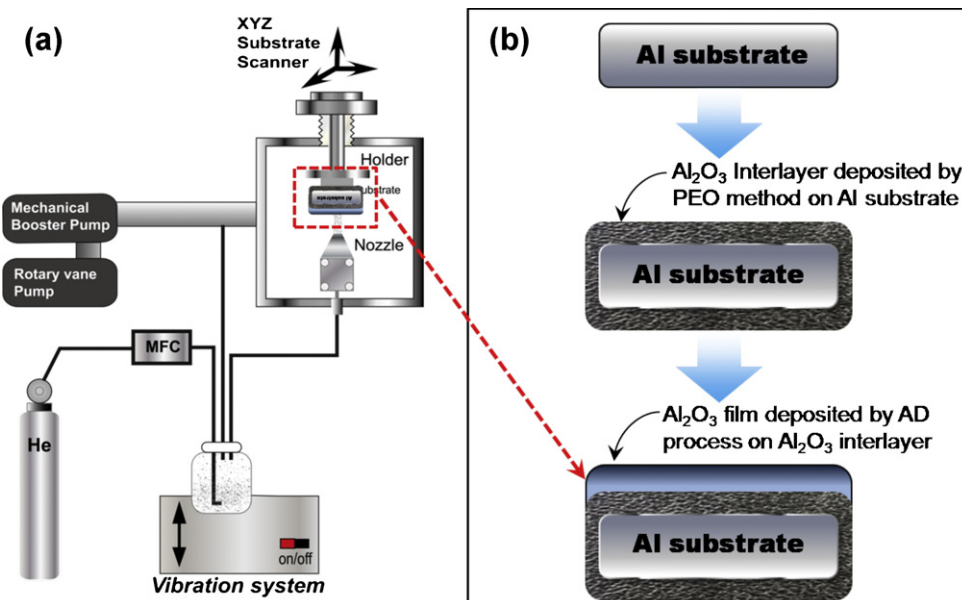 (a)
XYZ
Substrate
Scanner
Holder
ubstrate
Al substrate
Nozzle
Mechanical
Booster Pump
Rotary vane
Pump
MFC
He
on/off
Vibration system
(b)
Al substrate
Al₂O₃ Interlayer deposited by
PEO method on Al substrate
Al substrate
Al₂O₃ film deposited by AD
process on Al₂O₃ interlayer
Al substrate